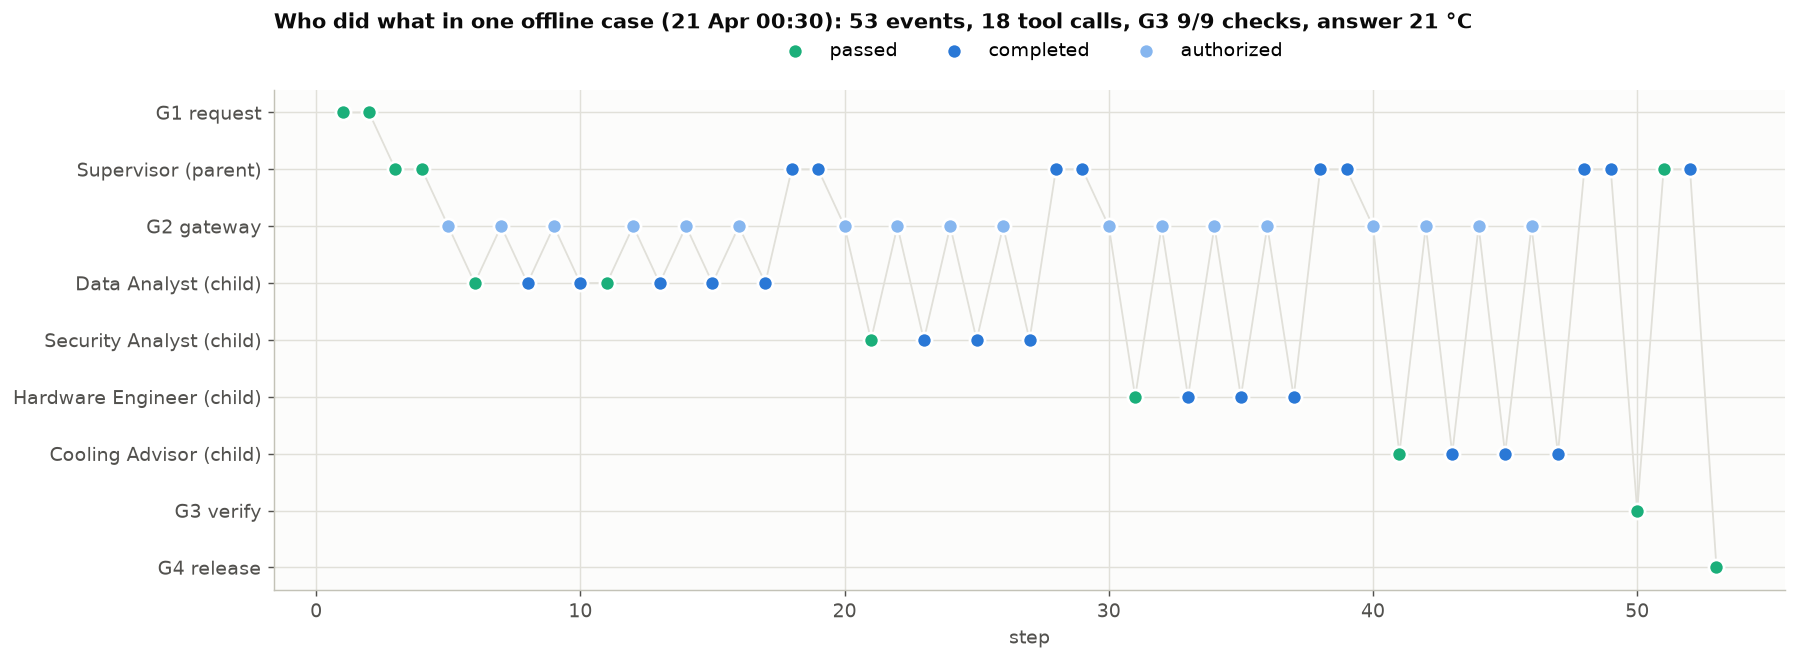 Who did what in one offline case (21 Apr 00:30): 53 events, 18 tool calls, G3 9/9 checks, answer 21 °C
passed completed authorized
G1 request
Supervisor (parent)
G2 gateway
Data Analyst (child)
Security Analyst (child)
Hardware Engineer (child)
Cooling Advisor (child)
G3 verify
G4 release
0 10 20 30 40 50
step